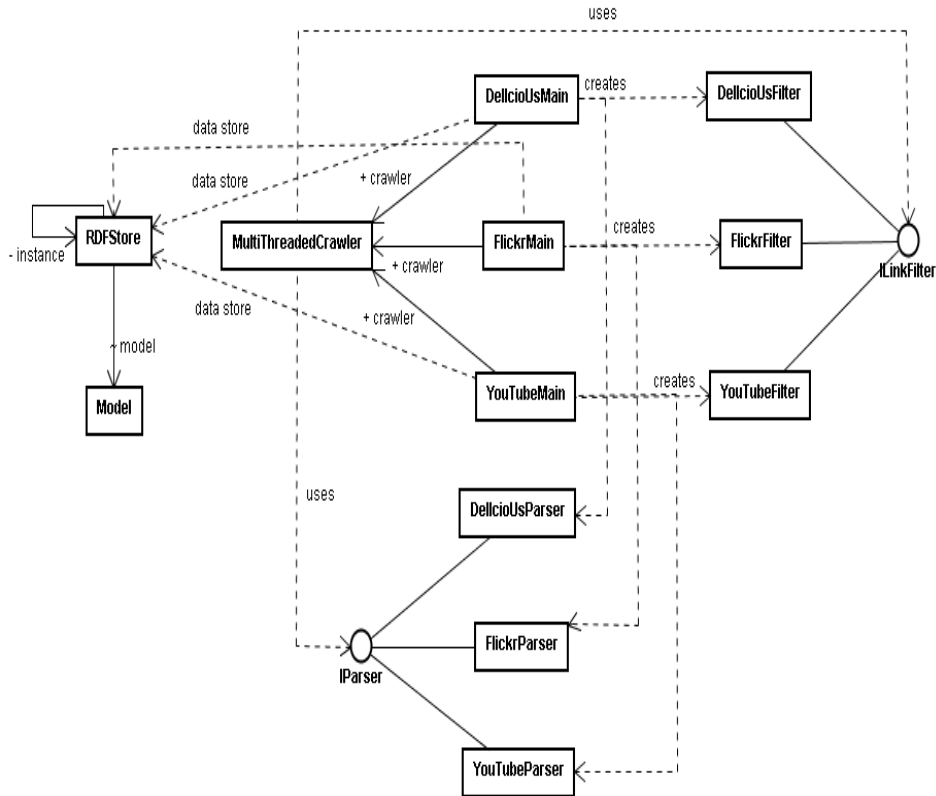 uses
DelIcioUsMain
creates
DelIcioUsFilter
data store
data store
+ crawler
RDFStore
- instance
MultiThreadedCrawler
FlickrMain
creates
FlickrFilter
ILinkFilter
+ crawler
data store
+ crawler
~ model
Model
YouTubeMain
creates
YouTubeFilter
uses
DelIcioUsParser
FlickrParser
IParser
YouTubeParser